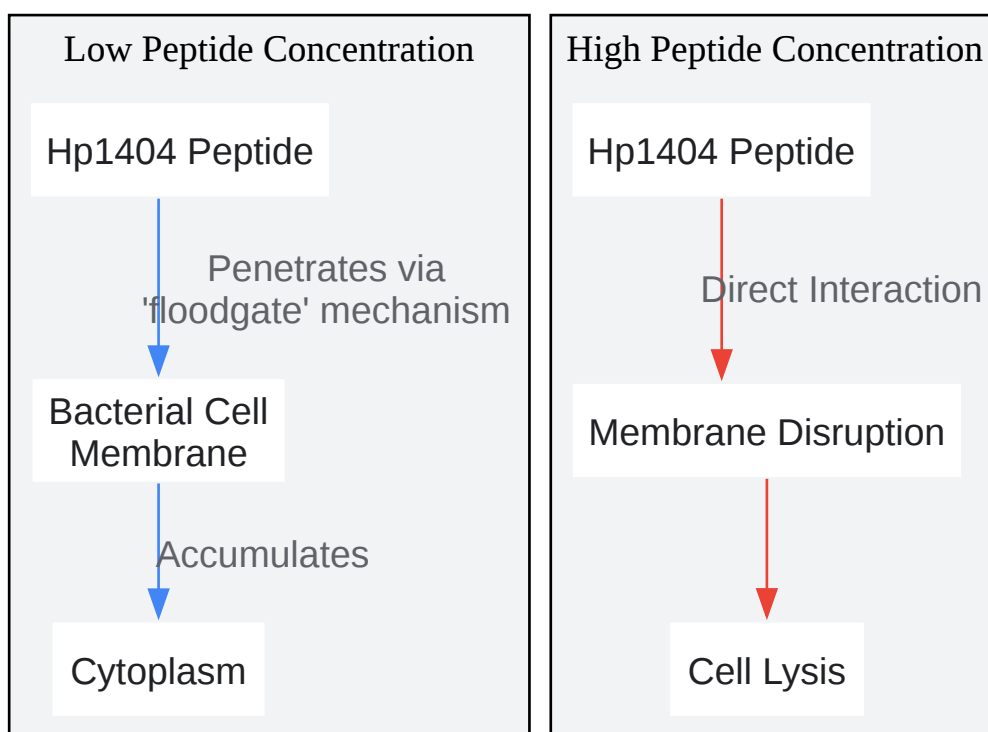 Low Peptide Concentration
Hp1404 Peptide
Penetrates via
'floodgate' mechanism
Bacterial Cell
Membrane
Accumulates
Cytoplasm
High Peptide Concentration
Hp1404 Peptide
Direct Interaction
Membrane Disruption
Cell Lysis